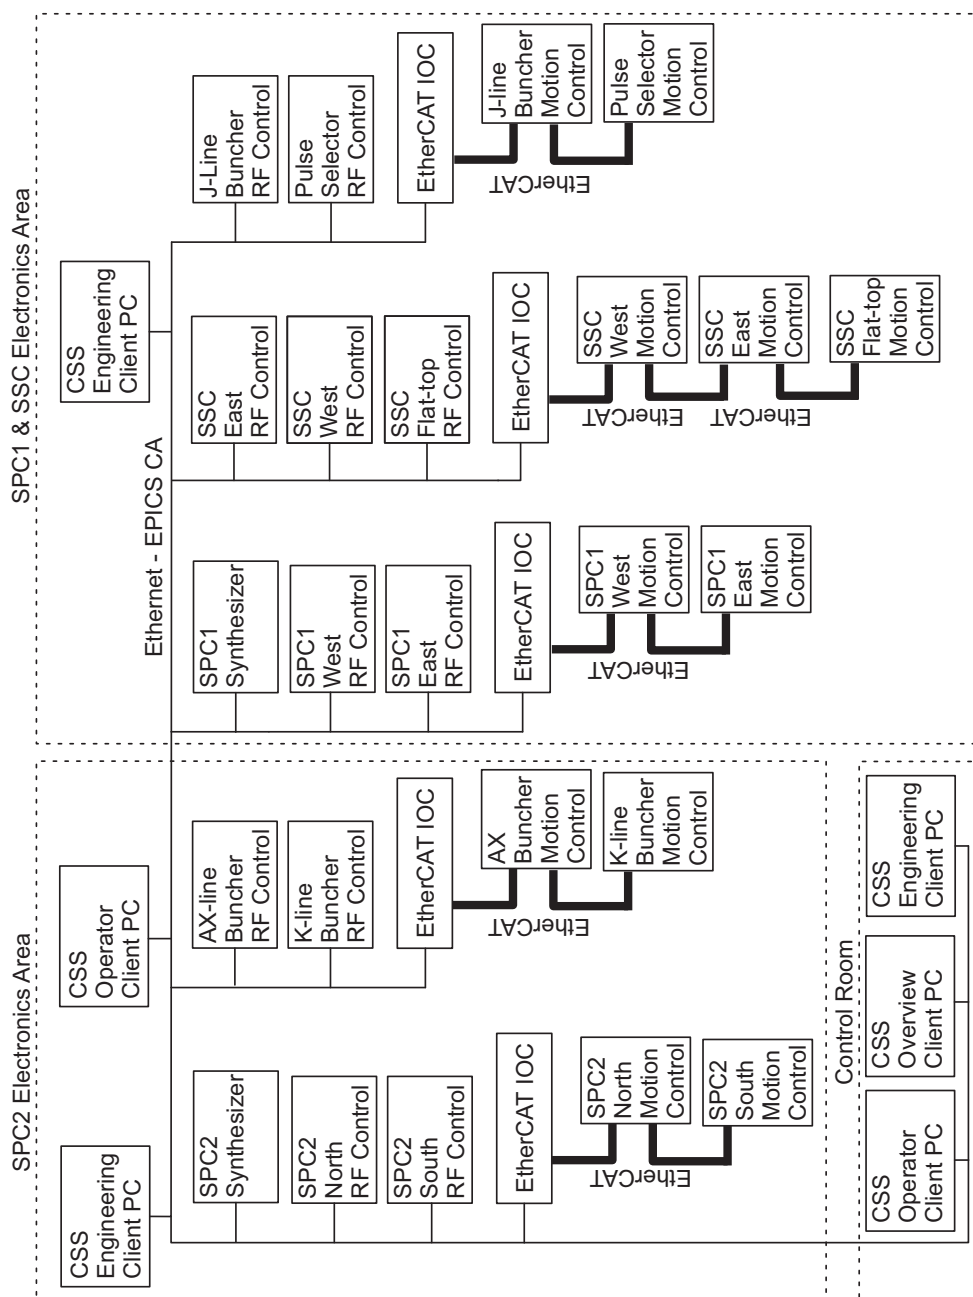 SPC2 Electronics Area
SPC1 & SSC Electronics Area
CSS
Engineering
Client PC
CSS
Operator
Client PC
Ethernet - EPICS CA
CSS
Engineering
Client PC
SPC2
Synthesizer
SPC2
North
RF Control
SPC2
South
RF Control
EtherCAT IOC
EtherCAT
SPC2
North
Motion
Control
EtherCAT
SPC2
South
Motion
Control
AX-line
Buncher
RF Control
K-line
Buncher
RF Control
EtherCAT IOC
AX
Buncher
Motion
Control
EtherCAT
K-line
Buncher
Motion
Control
SPC1
Synthesizer
SPC1
West
RF Control
SPC1
East
RF Control
EtherCAT IOC
EtherCAT
SPC1
West
Motion
Control
EtherCAT
SPC1
East
Motion
Control
SSC
East
RF Control
SSC
West
RF Control
SSC
Flat-top
RF Control
EtherCAT IOC
EtherCAT
SSC
West
Motion
Control
EtherCAT
SSC
East
Motion
Control
EtherCAT
SSC
Flat-top
Motion
Control
J-Line
Buncher
RF Control
Pulse
Selector
RF Control
EtherCAT IOC
EtherCAT
J-line
Buncher
Motion
Control
EtherCAT
Pulse
Selector
Motion
Control
Control Room
CSS
Operator
Client PC
CSS
Overview
Client PC
CSS
Engineering
Client PC